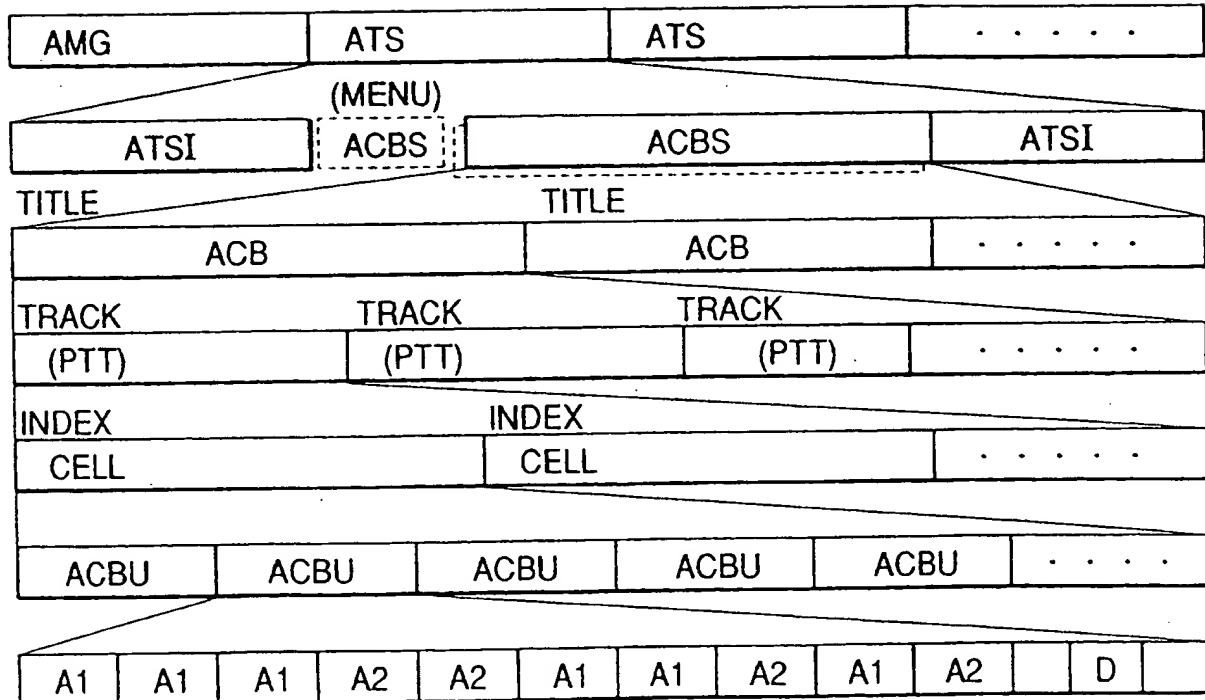 AMG ATS ATS . . . . .
(MENU)
ATSI ACBS ACBS ATSI
TITLE TITLE
ACB ACB . . . . .
TRACK TRACK TRACK
(PTT) (PTT) (PTT) . . . . .
INDEX INDEX
CELL CELL . . . . .
ACBU ACBU ACBU ACBU ACBU . . . .
A1 A1 A1 A2 A2 A1 A1 A2 A1 A2 D